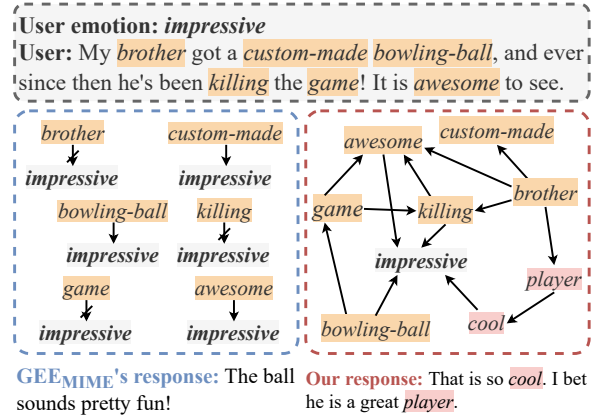 User emotion: impressive
User: My brother got a custom-made bowling-ball, and ever
since then he's been killing the game! It is awesome to see.
brother custom-made
impressive impressive
bowling-ball killing
impressive impressive
game awesome
impressive impressive
custom-made
awesome
brother
game killing
impressive
player
cool
bowling-ball
GEEMIME's response: The ball
sounds pretty fun!
Our response: That is so cool. I bet
he is a great player.